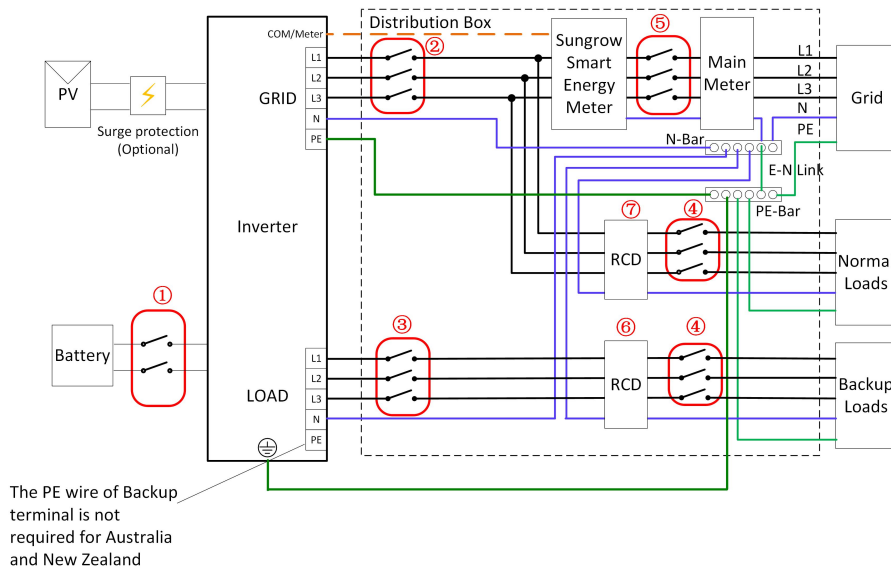 Distribution Box
COM/Meter
②
⑤
Sungrow
Smart
Energy
Meter
Main
Meter
L1
L2
L3
N
PE
Grid
PV
Surge protection
(Optional)
GRID
L1
L2
L3
N
PE
N-Bar
E-N Link
PE-Bar
Inverter
⑦
④
RCD
Norma
Loads
①
Battery
③
⑥
④
RCD
Backup
Loads
LOAD
L1
L2
L3
N
PE
The PE wire of Backup
terminal is not
required for Australia
and New Zealand